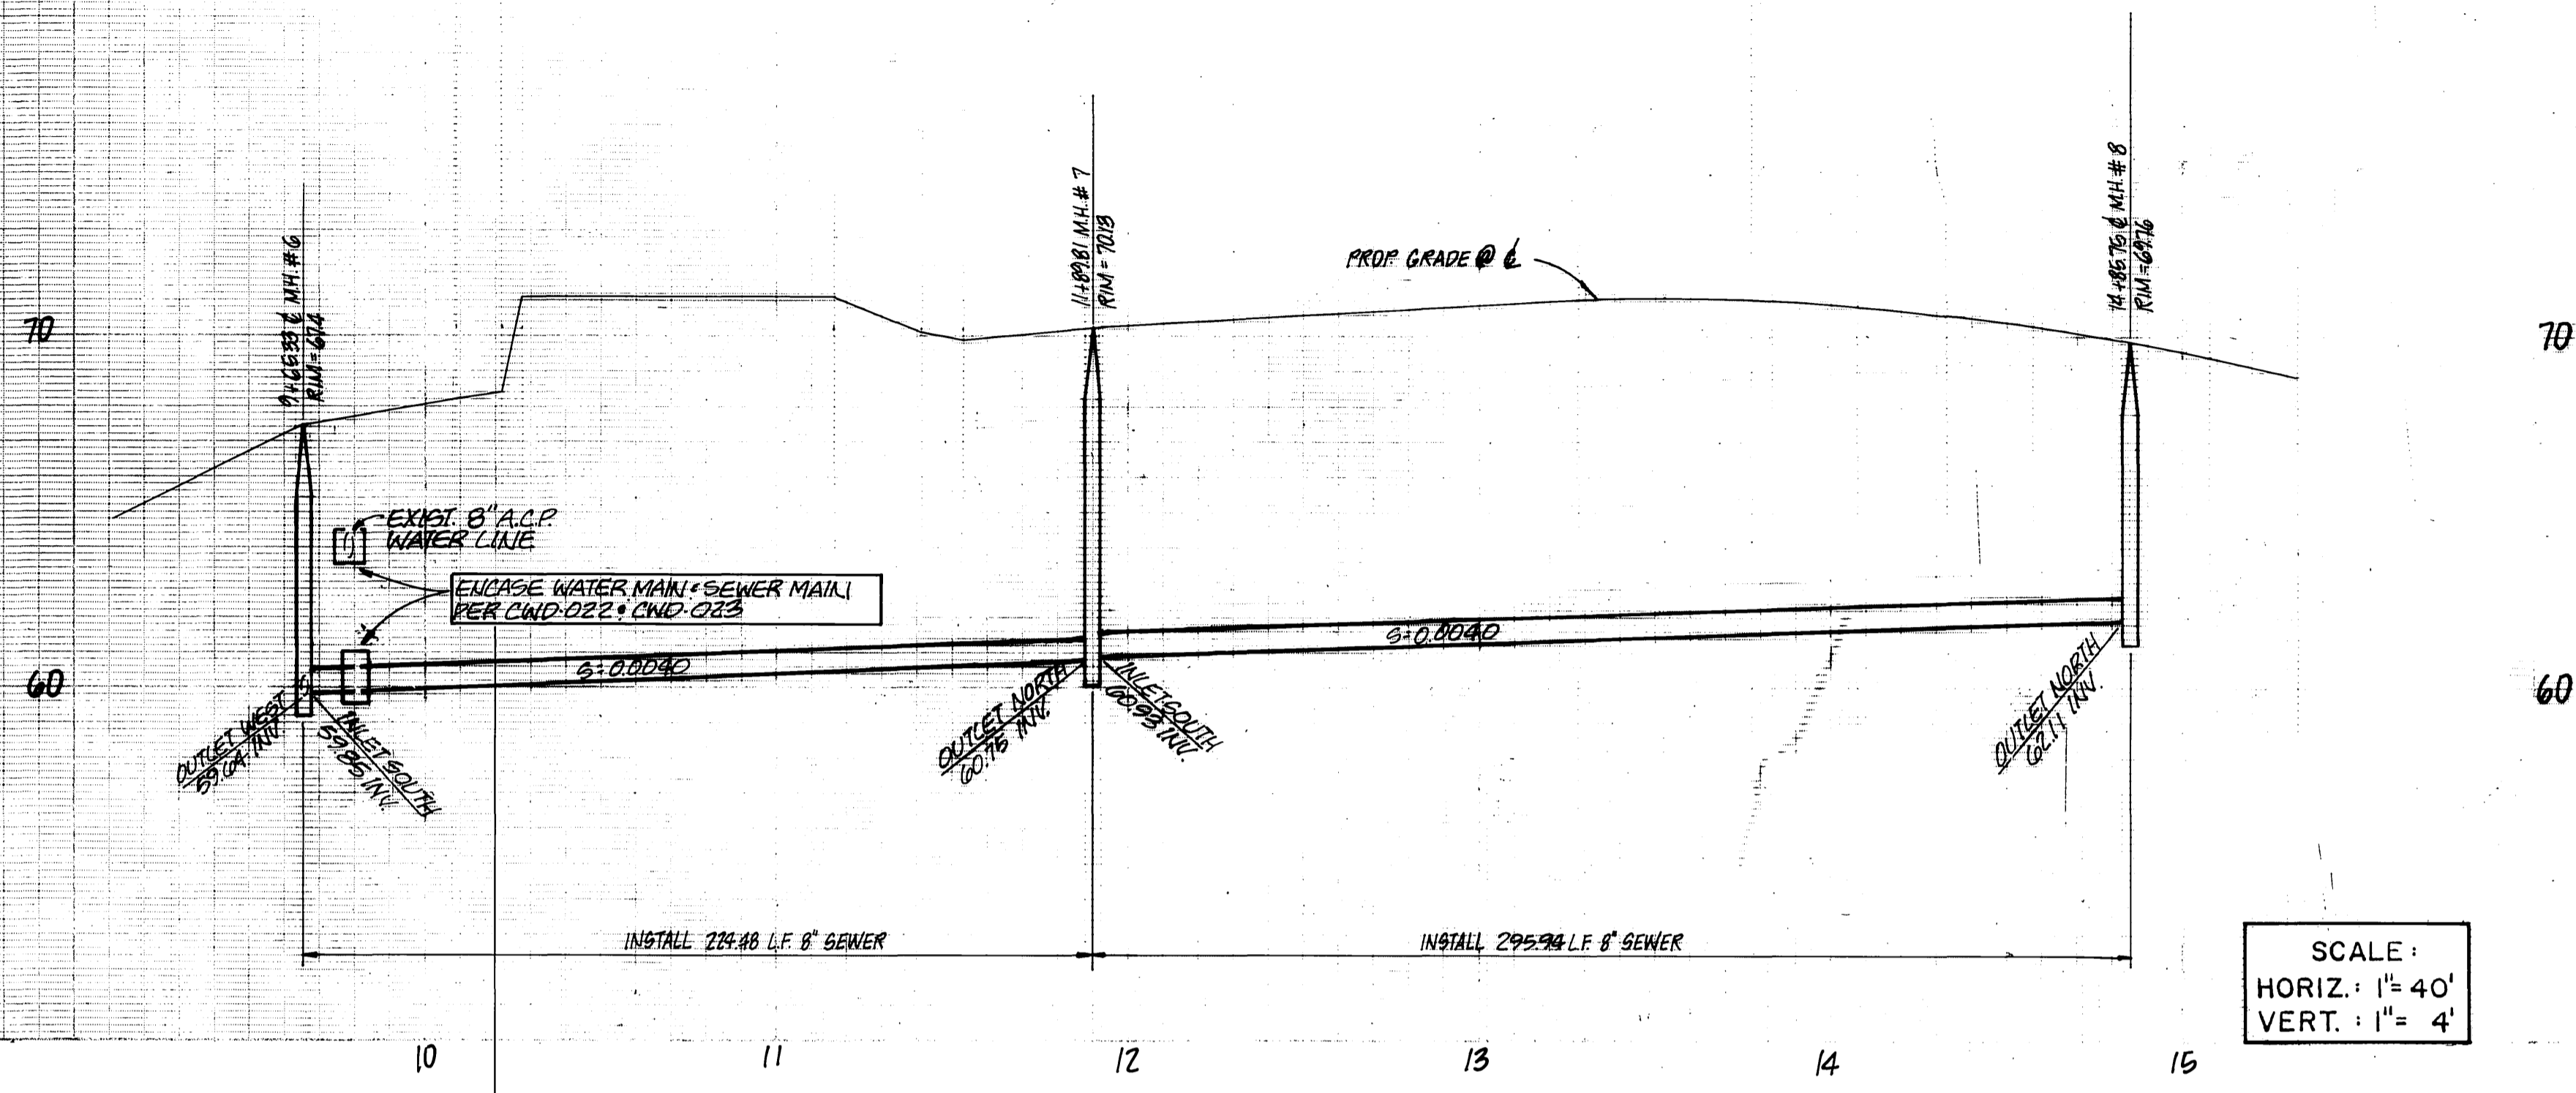 9+65.33 ℄ M.H. #6
RIM=67.4
11+89.81 M.H. #7
RIM=70.13
14+85.75 ℄ M.H. #8
RIM=69.76
PROP. GRADE @ ℄
70
70
EXIST. 8" A.C.P.
WATER LINE
ENCASE WATER MAIN & SEWER MAIN
PER CWD-022 & CWD-023
S=0.0040
S=0.0040
60
60
OUTLET WEST
59.64 INV.
INLET SOUTH
59.85 INV.
OUTLET NORTH
60.75 INV.
INLET SOUTH
60.93 INV.
OUTLET NORTH
62.11 INV.
INSTALL 224.48 L.F. 8" SEWER
INSTALL 295.94 L.F. 8" SEWER
SCALE:
HORIZ.: 1"= 40'
VERT. : 1"= 4'
10
11
12
13
14
15